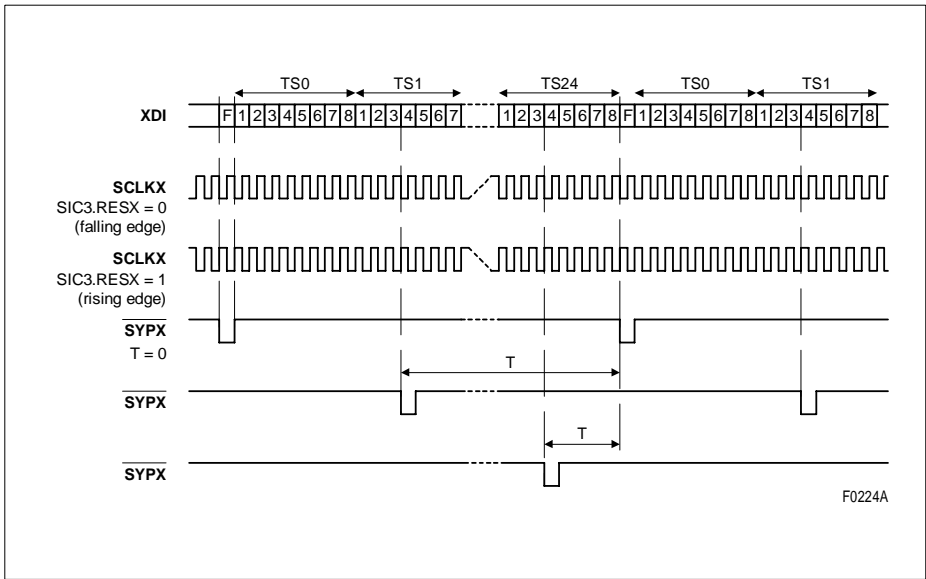 TS0 TS1 TS24 TS0 TS1
XDI F 1 2 3 4 5 6 7 8 1 2 3 4 5 6 7 1 2 3 4 5 6 7 8 F 1 2 3 4 5 6 7 8 1 2 3 4 5 6 7 8
SCLKX
SIC3.RESX = 0
(falling edge)
SCLKX
SIC3.RESX = 1
(rising edge)
SYPX
T = 0
T
SYPX
T
SYPX
F0224A